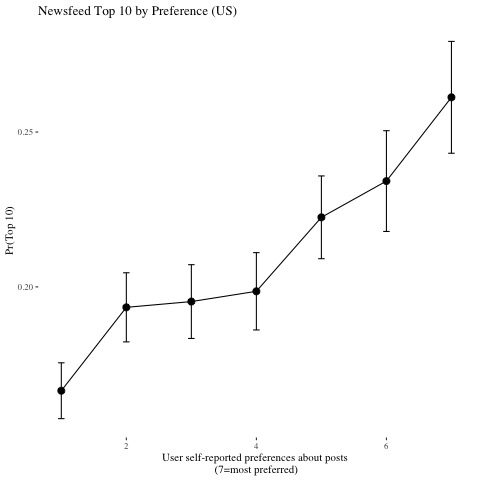 Newsfeed Top 10 by Preference (US)
0.25
0.20
Pr(Top 10)
2
4
6
User self-reported preferences about posts
(7=most preferred)